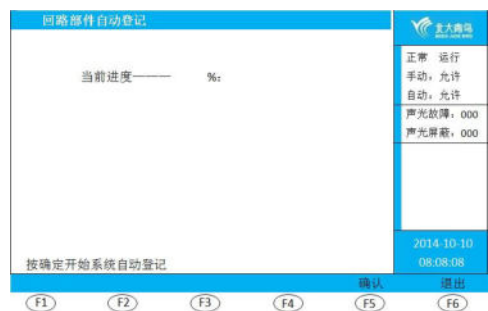 回路部件自动登记
北大青鸟
当前进度——— %:
正常 运行
手动，允许
自动，允许
声光故障，000
声光屏蔽，000
2014-10-10
08:08:08
按确定开始系统自动登记
确认 退出
F1 F2 F3 F4 F5 F6